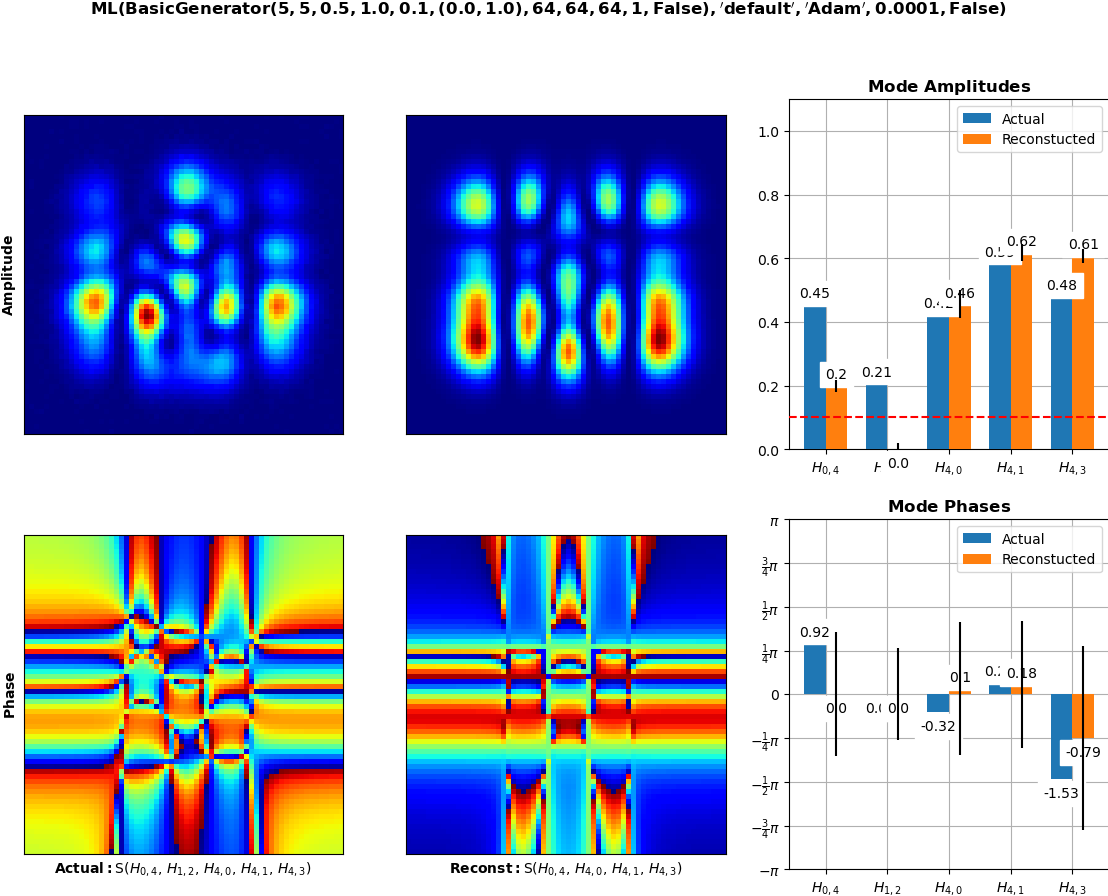 ML(BasicGenerator(5, 5, 0.5, 1.0, 0.1, (0.0, 1.0), 64, 64, 64, 1, False), 'default', 'Adam', 0.0001, False)
Mode Amplitudes
Amplitude
Actual
Reconstucted
1.0
0.8
0.6
0.4
0.2
0.0
0.45
0.2
0.21
0.0
0.46
0.62
0.48
0.61
H0,4
H4,0
H4,1
H4,3
Mode Phases
Phase
Actual
Reconstucted
π
3/4π
1/2π
1/4π
0
−1/4π
−1/2π
−3/4π
−π
0.92
0.0
0.0
-0.32
0.1
0.18
-1.53
-0.79
H0,4
H1,2
H4,0
H4,1
H4,3
Actual: S(H0,4, H1,2, H4,0, H4,1, H4,3)
Reconst: S(H0,4, H4,0, H4,1, H4,3)